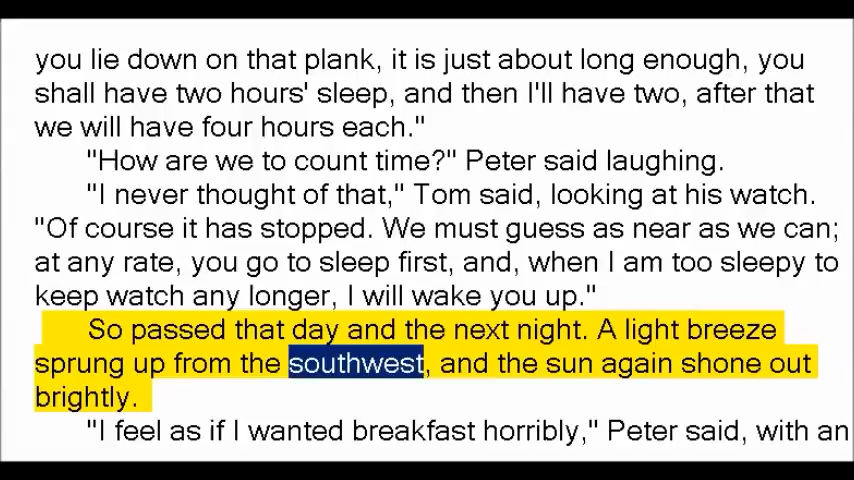 you lie down on that plank, it is just about long enough, you
shall have two hours' sleep, and then I'll have two, after that
we will have four hours each."
"How are we to count time?" Peter said laughing.
"I never thought of that," Tom said, looking at his watch.
"Of course it has stopped. We must guess as near as we can;
at any rate, you go to sleep first, and, when I am too sleepy to
keep watch any longer, I will wake you up."
So passed that day and the next night. A light breeze
sprung up from the southwest, and the sun again shone out
brightly.
"I feel as if I wanted breakfast horribly," Peter said, with an